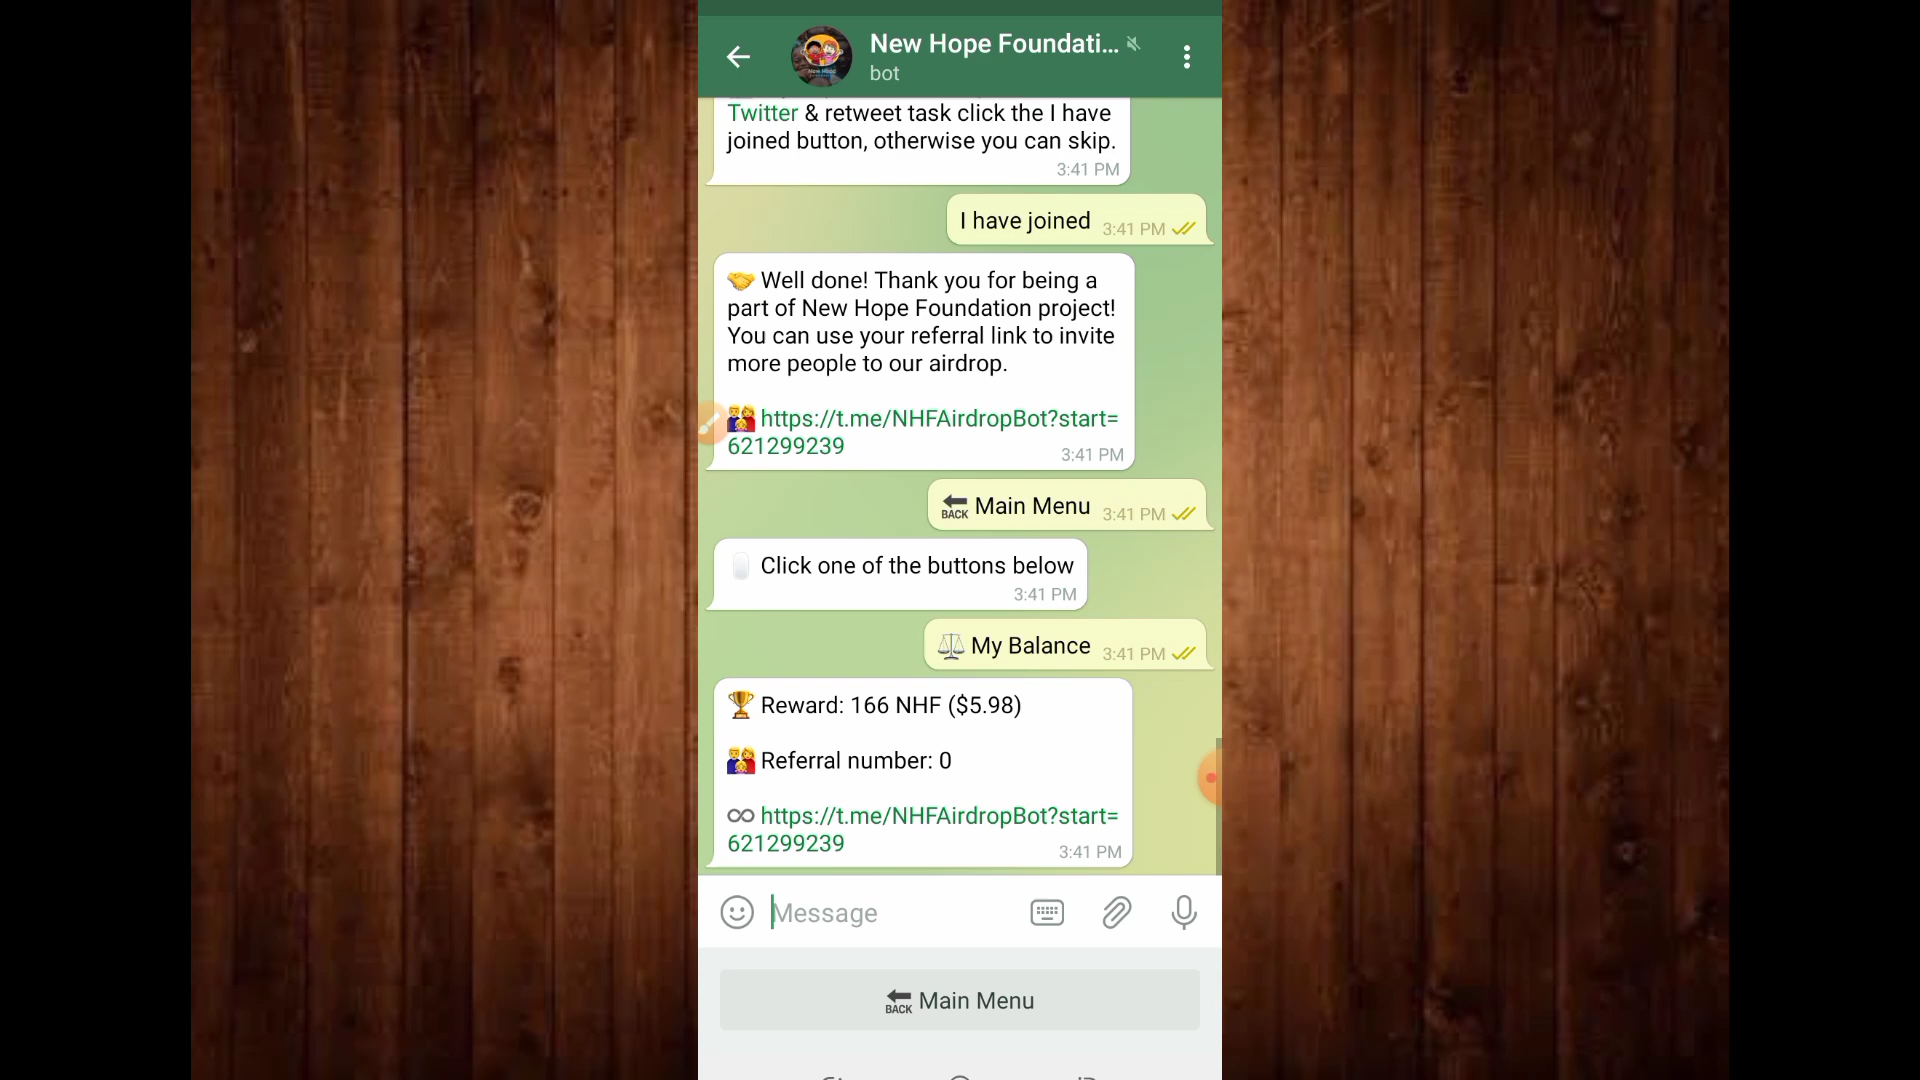 New Hope Foundati...
bot
Twitter & retweet task click the I have
joined button, otherwise you can skip.
3:41 PM
I have joined 3:41 PM
Well done! Thank you for being a
part of New Hope Foundation project!
You can use your referral link to invite
more people to our airdrop.
https://t.me/NHFAirdropBot?start=
621299239
3:41 PM
BACK Main Menu 3:41 PM
Click one of the buttons below
3:41 PM
My Balance 3:41 PM
Reward: 166 NHF ($5.98)
Referral number: 0
https://t.me/NHFAirdropBot?start=
621299239
3:41 PM
Message
BACK Main Menu